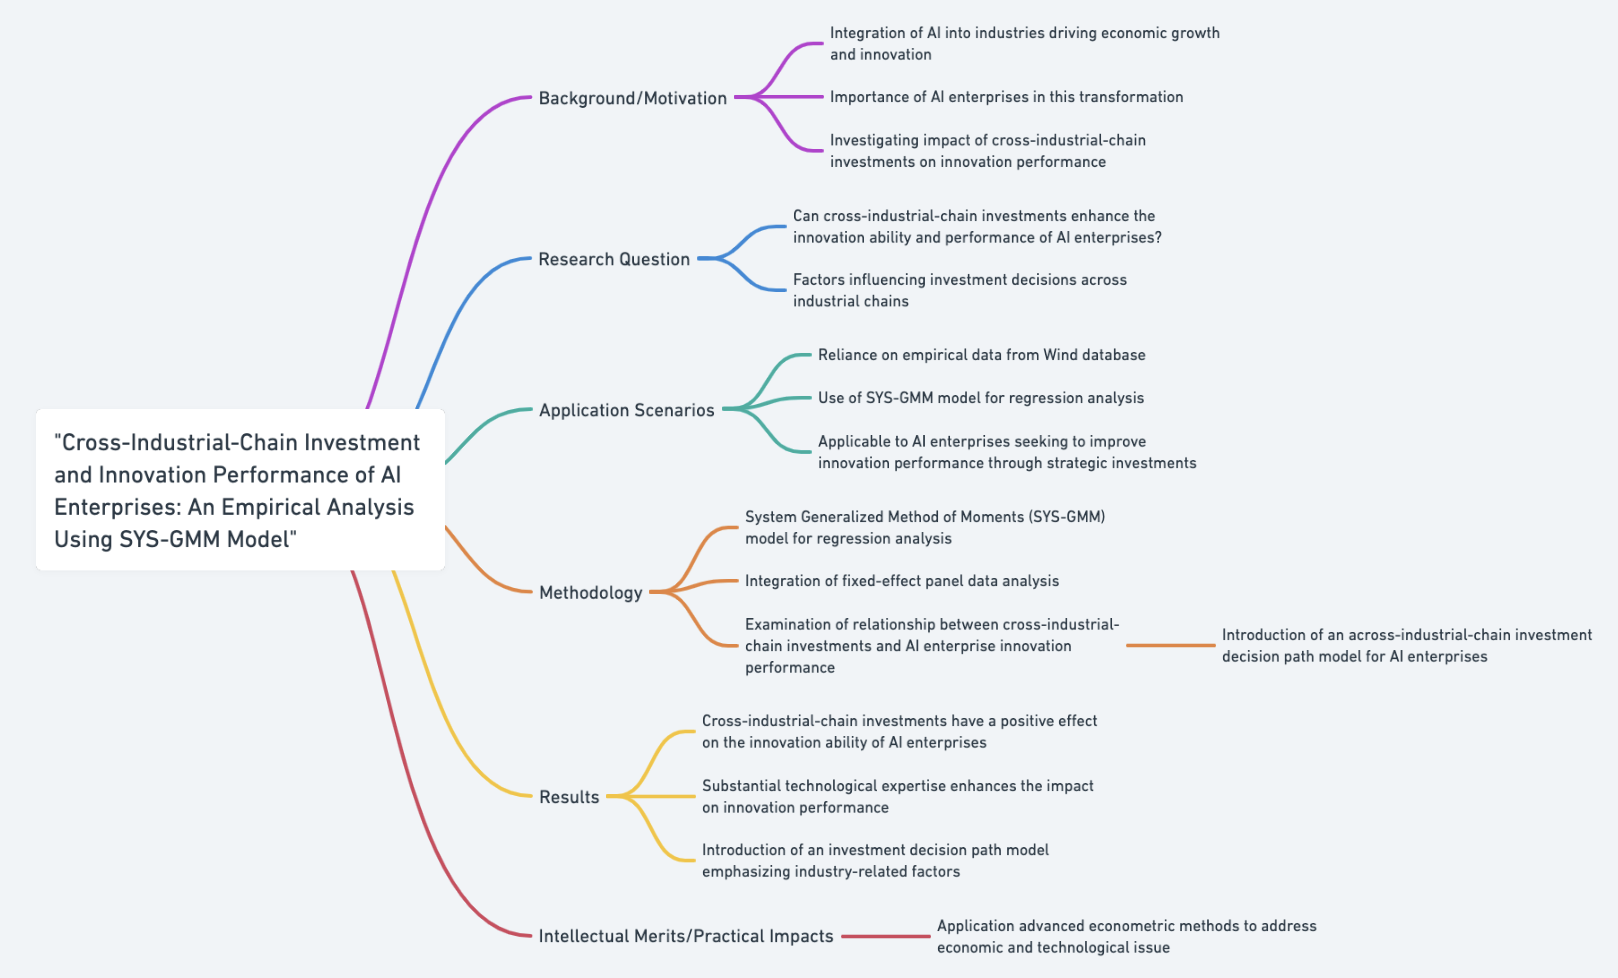 "Cross-Industrial-Chain Investment
and Innovation Performance of AI
Enterprises: An Empirical Analysis
Using SYS-GMM Model"
Background/Motivation
Integration of AI into industries driving economic growth
and innovation
Importance of AI enterprises in this transformation
Investigating impact of cross-industrial-chain
investments on innovation performance
Research Question
Can cross-industrial-chain investments enhance the
innovation ability and performance of AI enterprises?
Factors influencing investment decisions across
industrial chains
Application Scenarios
Reliance on empirical data from Wind database
Use of SYS-GMM model for regression analysis
Applicable to AI enterprises seeking to improve
innovation performance through strategic investments
Methodology
System Generalized Method of Moments (SYS-GMM)
model for regression analysis
Integration of fixed-effect panel data analysis
Examination of relationship between cross-industrial-
chain investments and AI enterprise innovation
performance
Introduction of an across-industrial-chain investment
decision path model for AI enterprises
Results
Cross-industrial-chain investments have a positive effect
on the innovation ability of AI enterprises
Substantial technological expertise enhances the impact
on innovation performance
Introduction of an investment decision path model
emphasizing industry-related factors
Intellectual Merits/Practical Impacts
Application advanced econometric methods to address
economic and technological issue